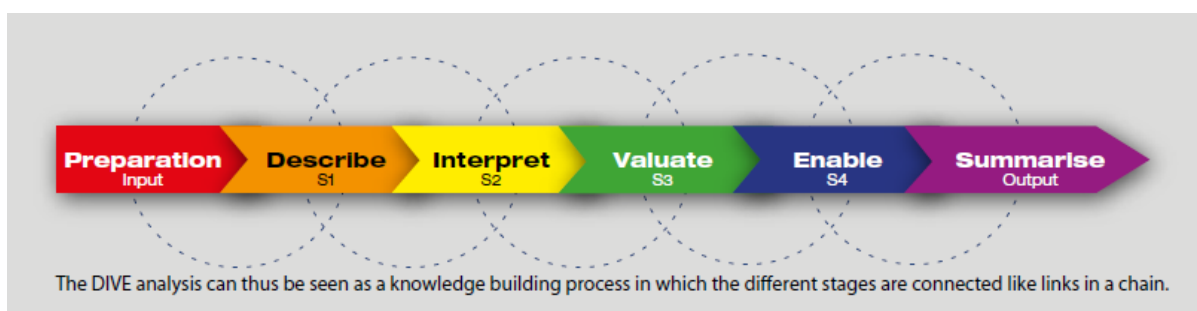 Preparation
Input
Describe
S1
Interpret
S2
Valuate
S3
Enable
S4
Summarise
Output
The DIVE analysis can thus be seen as a knowledge building process in which the different stages are connected like links in a chain.